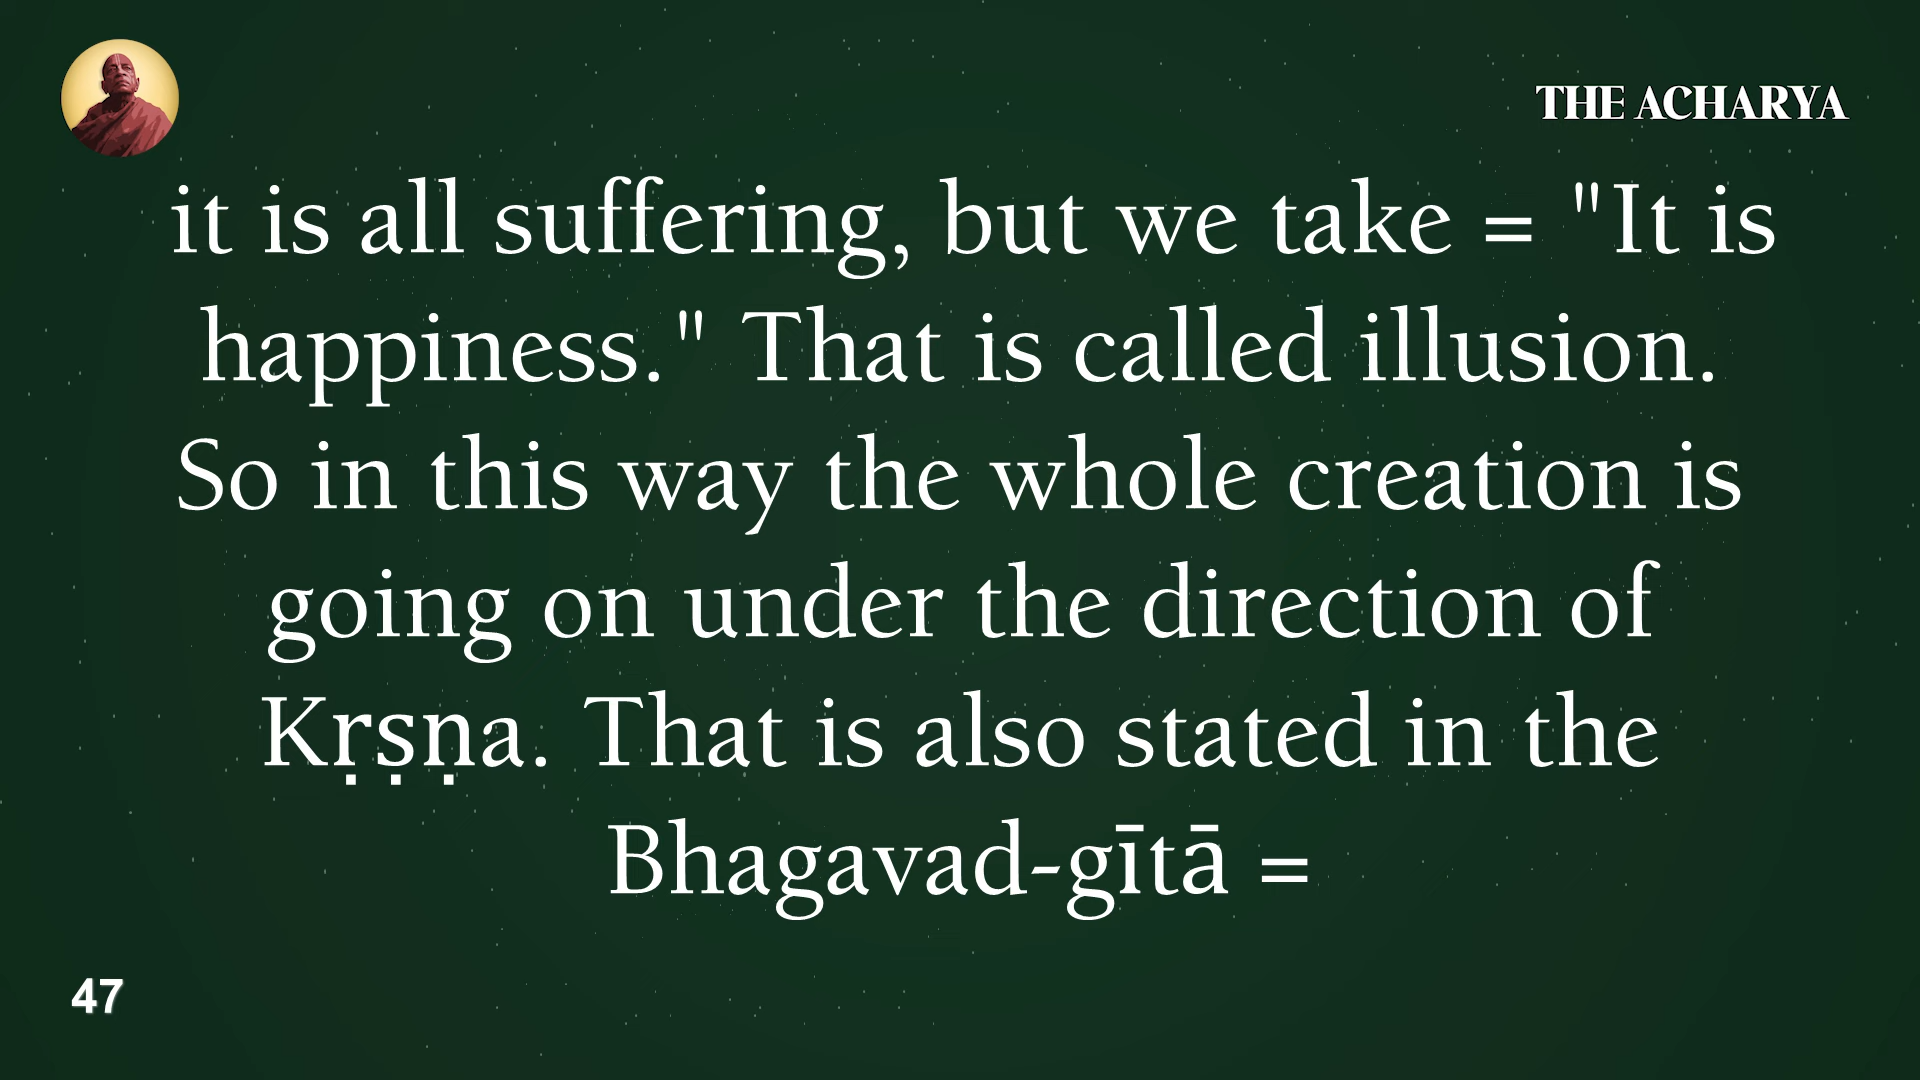 THE ACHARYA
it is all suffering, but we take = "It is
happiness." That is called illusion.
So in this way the whole creation is
going on under the direction of
Kṛṣṇa. That is also stated in the
Bhagavad-gītā =
47